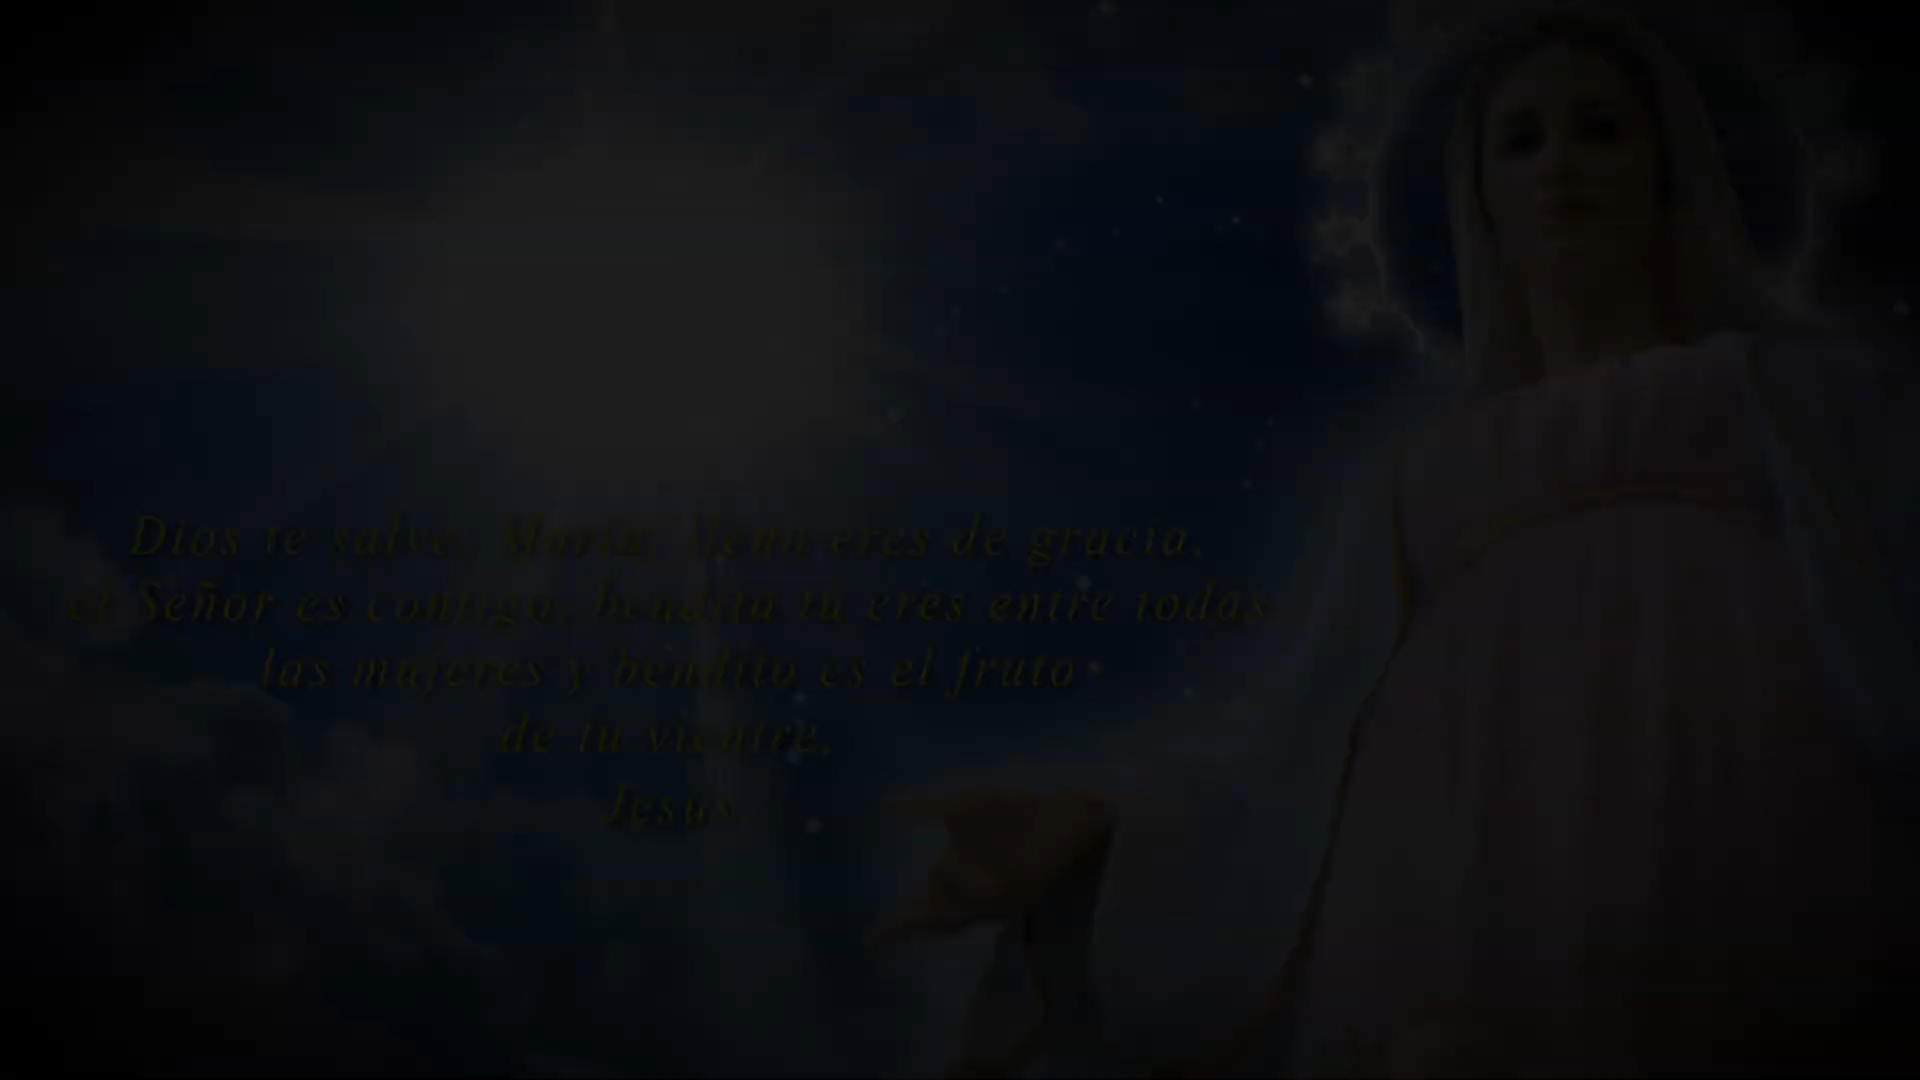 Dios te salve, María. llena eres de gracia,
el Señor es contigo, bendita tú eres entre todas
las mujeres y bendito es el fruto
de tu vientre,
Jesús.